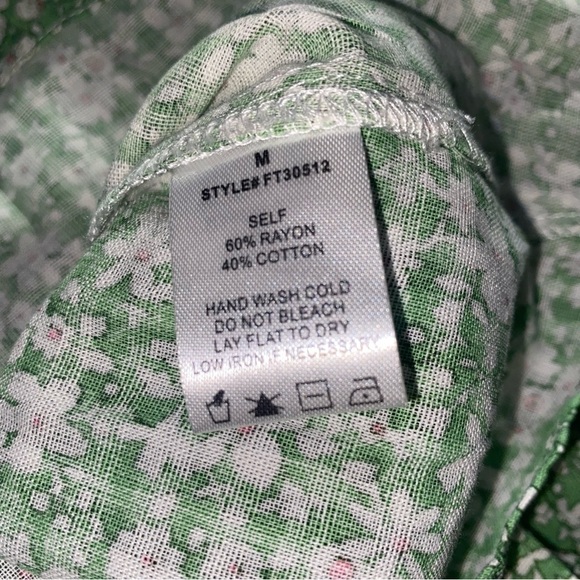 M
STYLE# FT30512
SELF
60% RAYON
40% COTTON
HAND WASH COLD
DO NOT BLEACH
LAY FLAT TO DRY
LOW IRON IF NECESSARY